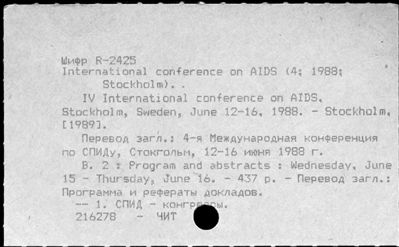 Шифр R-2425
International conference on AIDS (4; 1988;
Stockholm). .
IV International conference on AIDS,
Stockholm, Sweden, June 12-16, 1988. - Stockholm,
[1989].
Перевод загл.: 4-я Международная конференция
по СПИДу, Стокгольм, 12-16 июня 1988 г.
В. 2 : Program and abstracts : Wednesday, June
15 - Thursday, June 16. - 437 p. - Перевод загл.:
Программа и рефераты докладов.
-- 1. СПИД - конгрессы.
216278 - ЧИТ